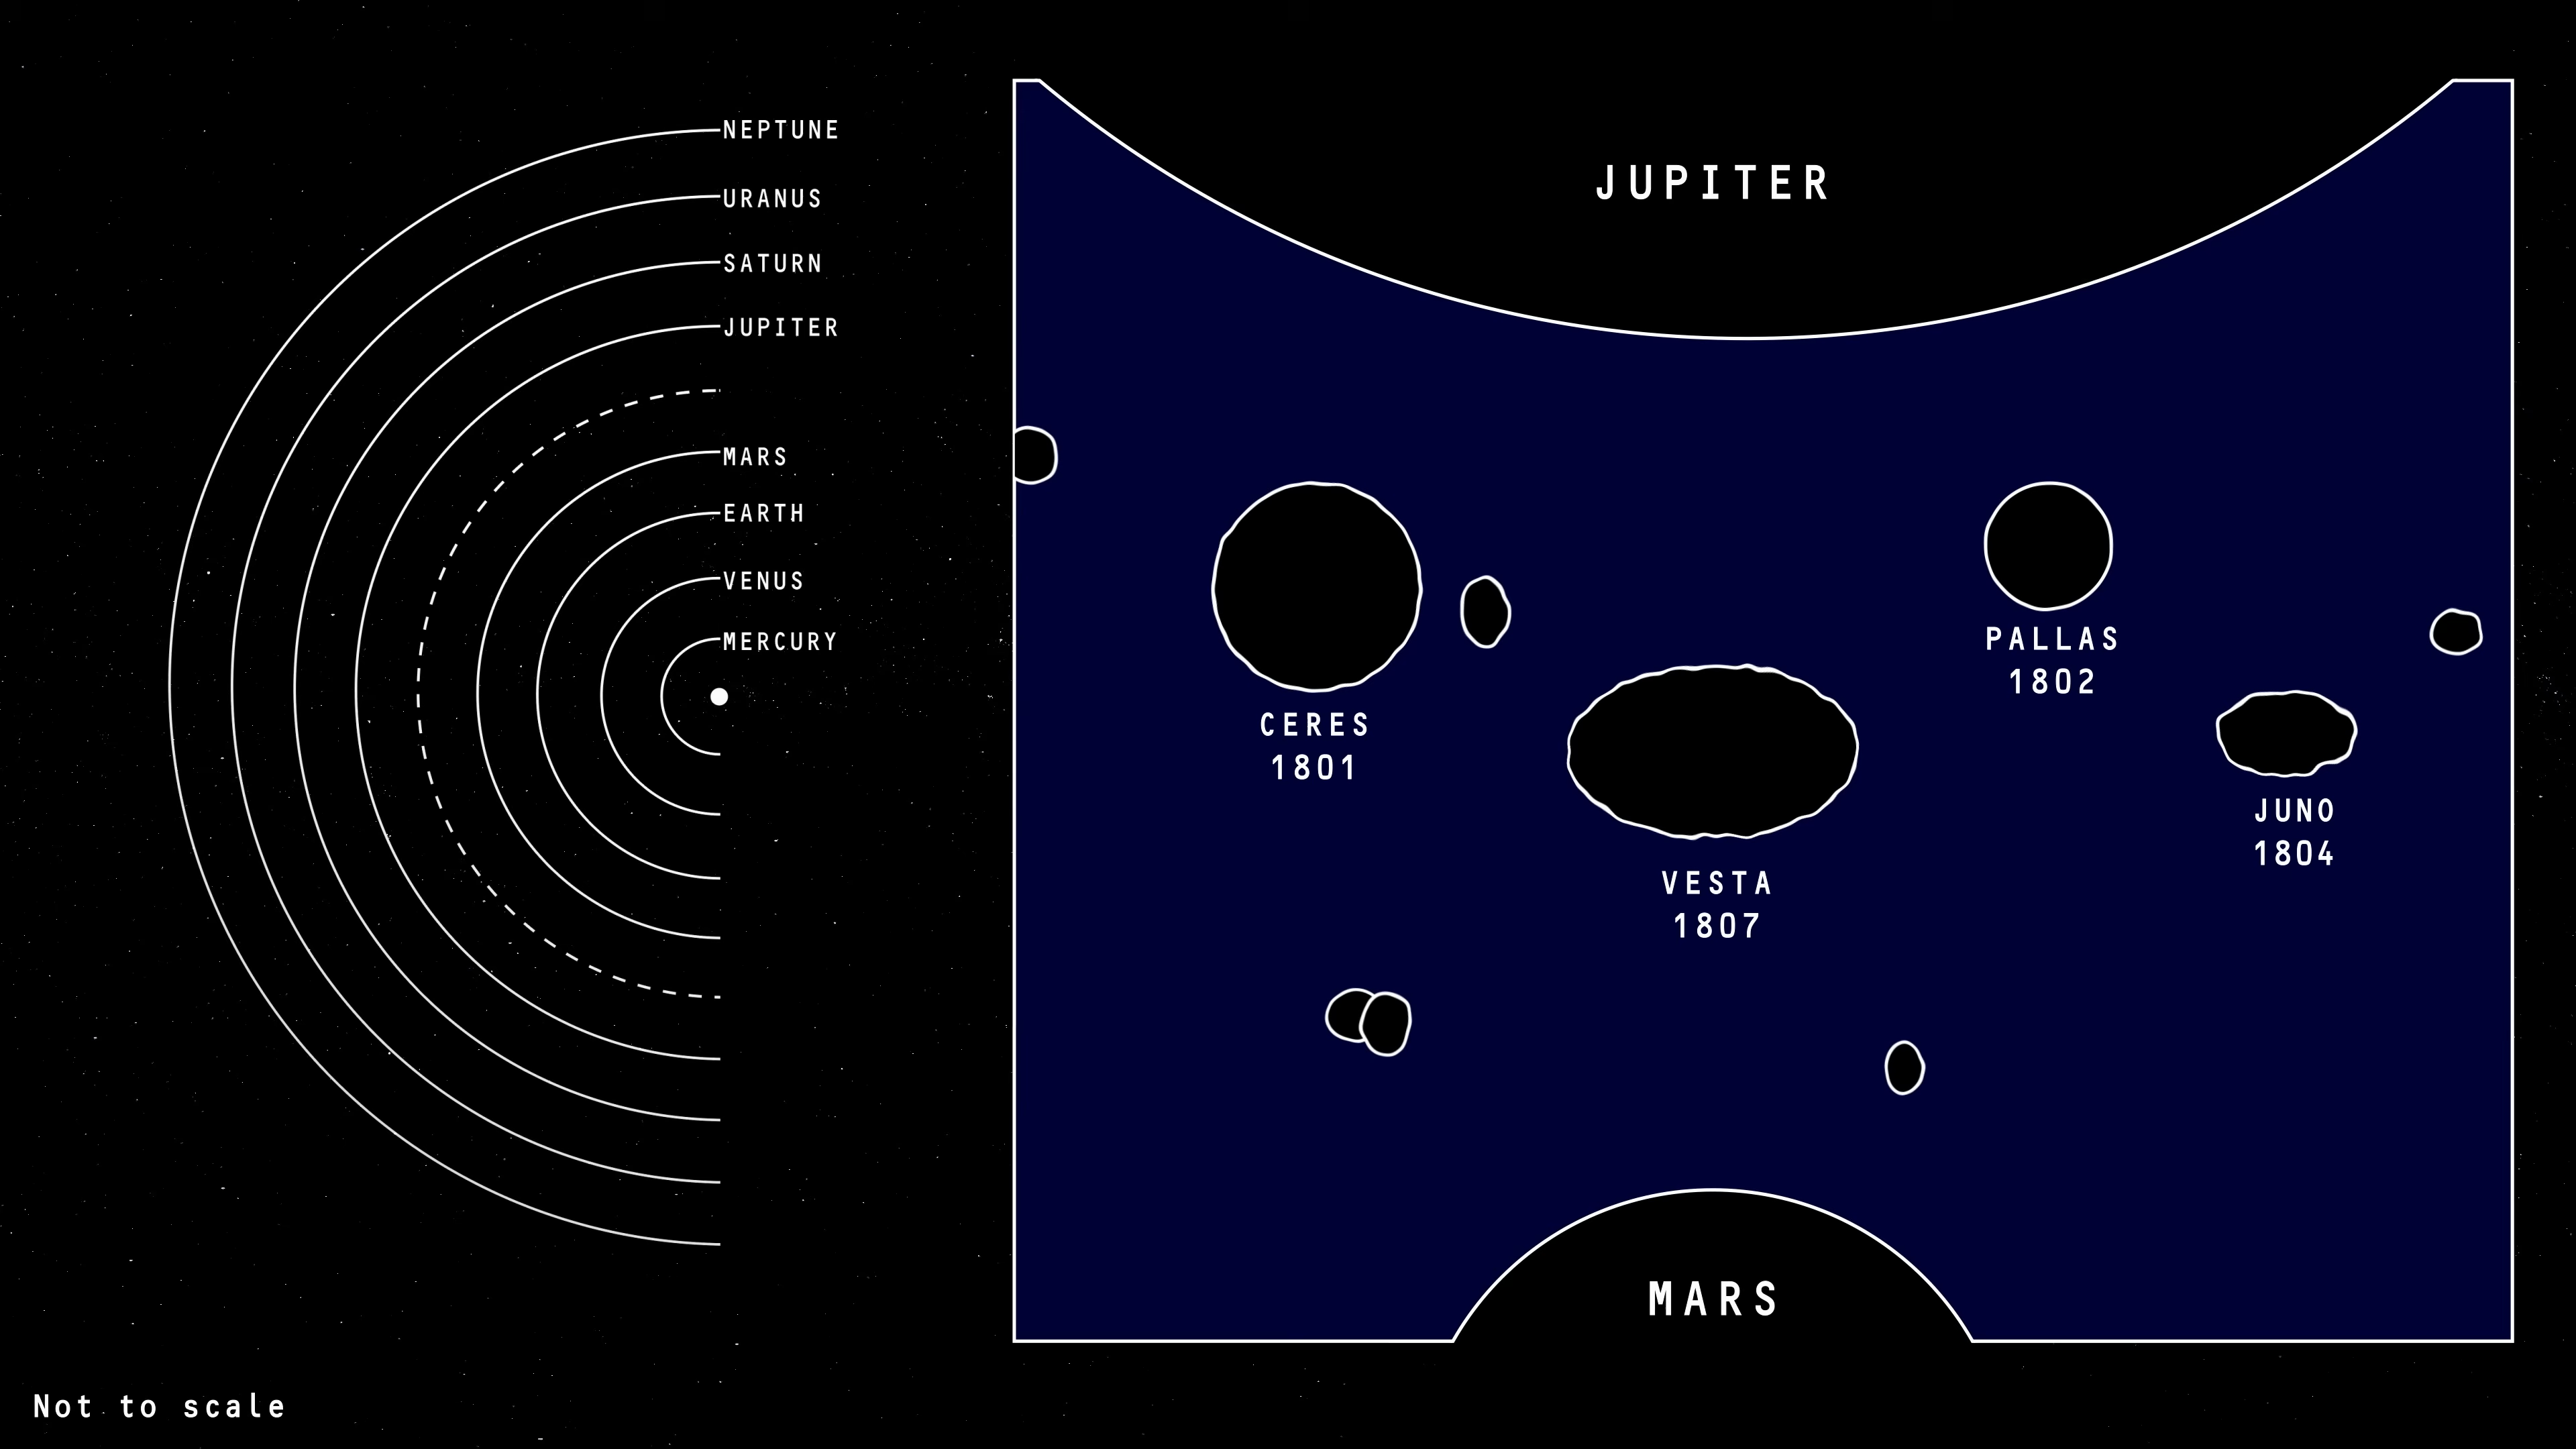 NEPTUNE
URANUS
SATURN
JUPITER
MARS
EARTH
VENUS
MERCURY
JUPITER
CERES
1801
VESTA
1807
PALLAS
1802
JUNO
1804
MARS
Not to scale